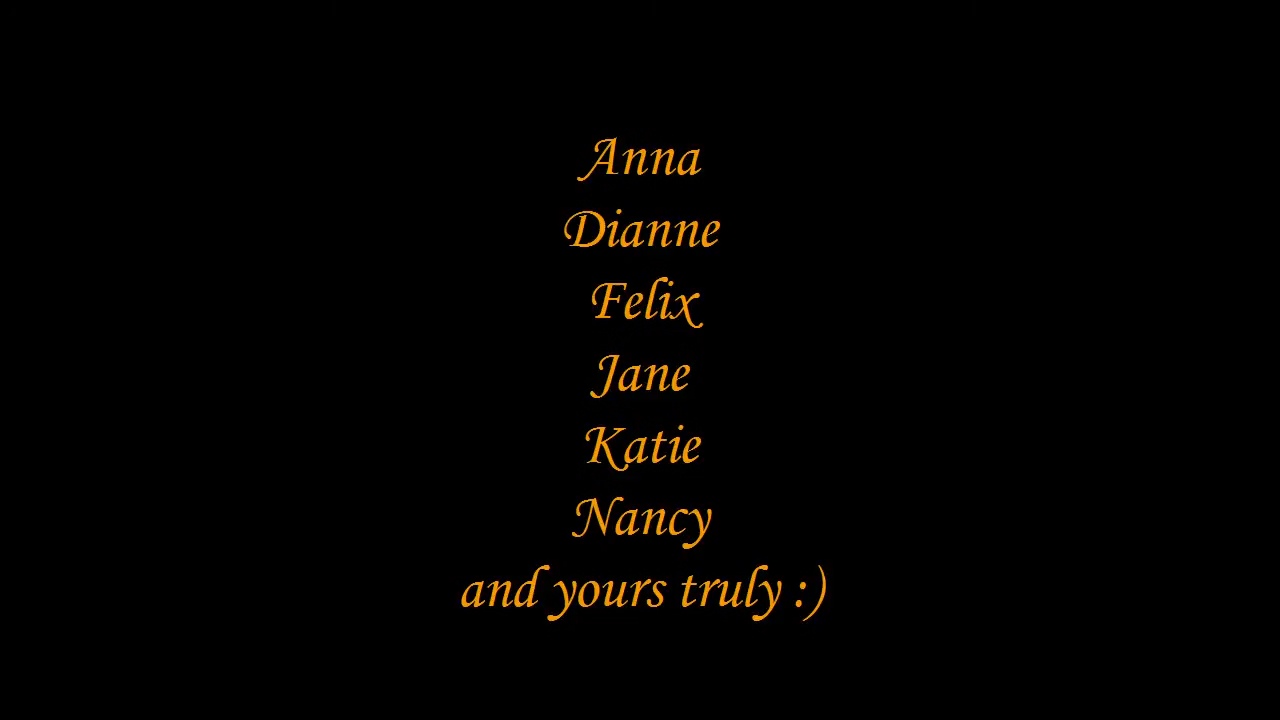 Anna
Dianne
Felix
Jane
Katie
Nancy
and yours truly :)